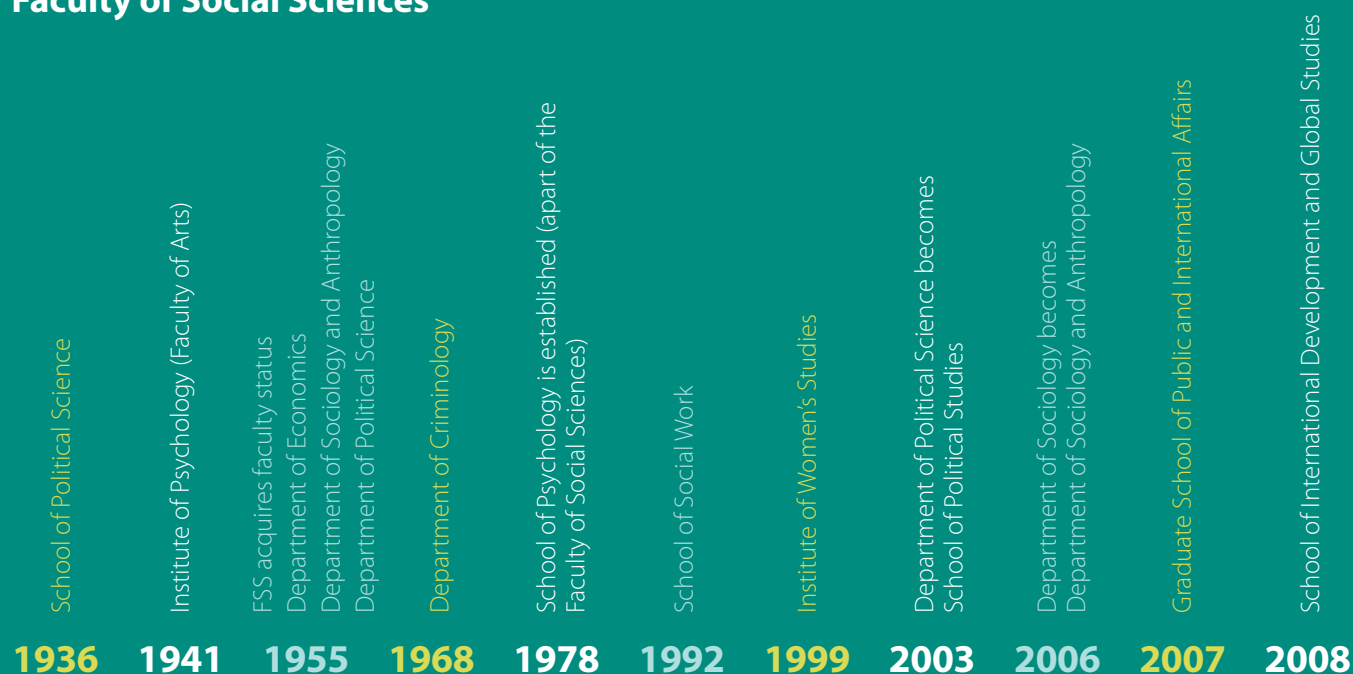 Faculty of Social Sciences
School of Political Science
1936
Institute of Psychology (Faculty of Arts)
1941
FSS acquires faculty status
Department of Economics
Department of Sociology and Anthropology
Department of Political Science
1955
Department of Criminology
1968
School of Psychology is established (apart of the
Faculty of Social Sciences)
1978
School of Social Work
1992
Institute of Women's Studies
1999
Department of Political Science becomes
School of Political Studies
2003
Department of Sociology becomes
Department of Sociology and Anthropology
2006
Graduate School of Public and International Affairs
2007
School of International Development and Global Studies
2008